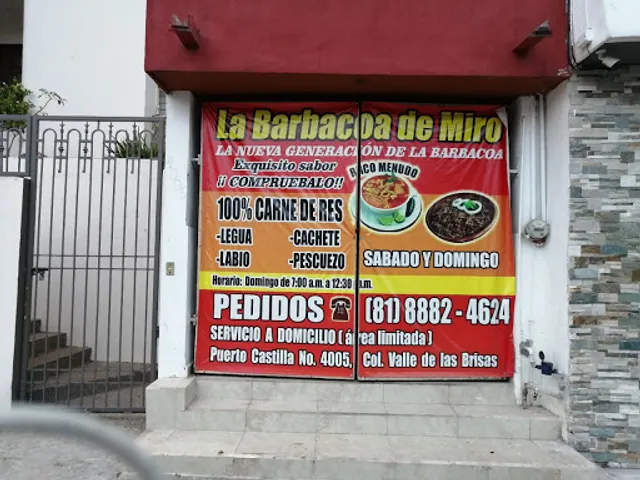 La Barbacoa de Miro
LA NUEVA GENERACIÓN DE LA BARBACOA
Exquisito sabor
¡¡ COMPRUEBALO!!
RICO MENUDO
100% CARNE DE RES
-LEGUA -CACHETE
-LABIO -PESCUEZO
SABADO Y DOMINGO
Horario: Domingo de 7:00 a.m. a 12:30 p.m.
PEDIDOS (81) 8882-4624
SERVICIO A DOMICILIO ( área limitada )
Puerto Castilla No. 4005, Col. Valle de las Brisas